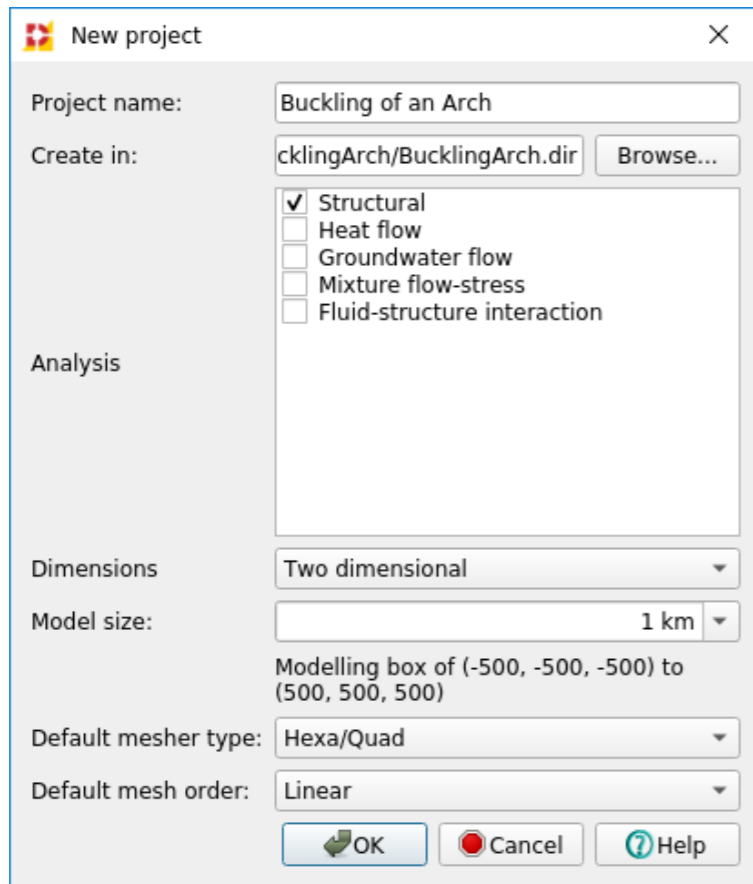 New project
Project name: Buckling of an Arch
Create in: cklingArch/BucklingArch.dir Browse...
Structural
Heat flow
Groundwater flow
Mixture flow-stress
Fluid-structure interaction
Analysis
Dimensions Two dimensional
Model size: 1 km
Modelling box of (-500, -500, -500) to
(500, 500, 500)
Default mesher type: Hexa/Quad
Default mesh order: Linear
OK Cancel Help